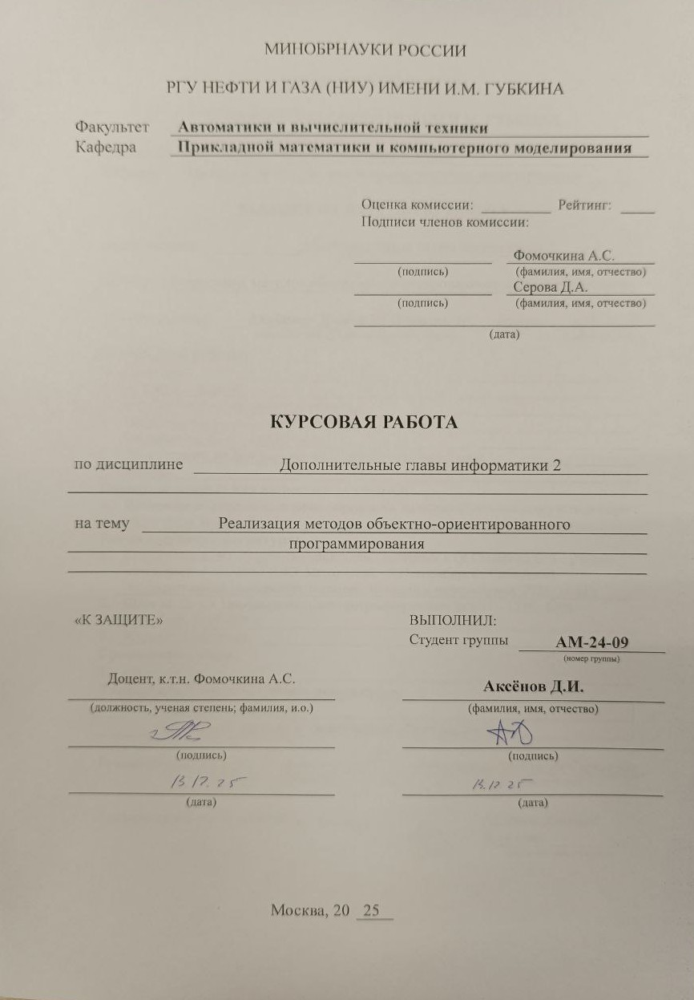 МИНОБРНАУКИ РОССИИ
РГУ НЕФТИ И ГАЗА (НИУ) ИМЕНИ И.М. ГУБКИНА
Факультет Автоматики и вычислительной техники
Кафедра Прикладной математики и компьютерного моделирования
Оценка комиссии: Рейтинг:
Подписи членов комиссии:
Фомочкина А.С.
(подпись) (фамилия, имя, отчество)
Серова Д.А.
(подпись) (фамилия, имя, отчество)
(дата)
КУРСОВАЯ РАБОТА
по дисциплине Дополнительные главы информатики 2
на тему Реализация методов объектно-ориентированного
программирования
«К ЗАЩИТЕ» ВЫПОЛНИЛ:
Студент группы АМ-24-09
(номер группы)
Доцент, к.т.н. Фомочкина А.С. Аксёнов Д.И.
(должность, ученая степень; фамилия, и.о.) (фамилия, имя, отчество)
(подпись) (подпись)
13 12. 25 13.12 25
(дата) (дата)
Москва, 20 25